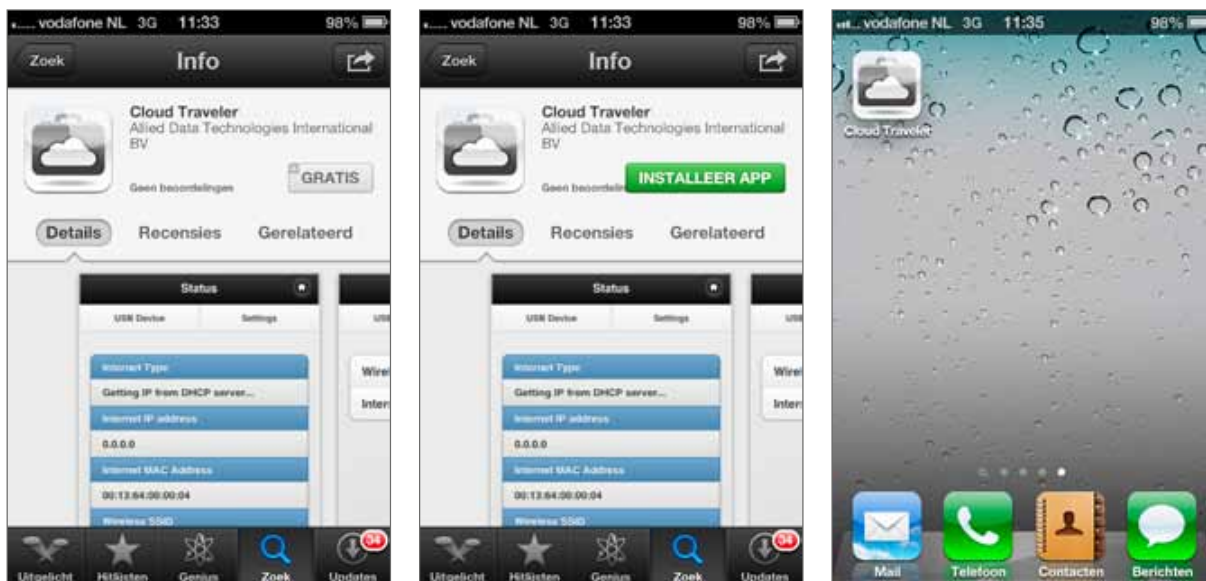 vodafone NL 3G 11:33 98%
Zoek Info
Cloud Traveler
Allied Data Technologies International
BV
Geen beoordelingen
GRATIS
Details Recensies Gerelateerd
Status
USB Device Settings
Internet Type
Getting IP from DHCP server...
Internet IP address
0.0.0.0
Internet MAC Address
00:13:64:00:00:04
Wireless SSID
Wirel
Inter
34
Uitgelicht Hitlijsten Genius Zoek Updates
vodafone NL 3G 11:33 98%
Zoek Info
Cloud Traveler
Allied Data Technologies International
BV
Geen beoordelin
INSTALLEER APP
Details Recensies Gerelateerd
Status
USB Device Settings
Internet Type
Getting IP from DHCP server...
Internet IP address
0.0.0.0
Internet MAC Address
00:13:64:00:00:04
Wireless SSID
Wirel
Inter
34
Uitgelicht Hitlijsten Genius Zoek Updates
vodafone NL 3G 11:35 98%
Cloud Traveler
Mail Telefoon Contacten Berichten